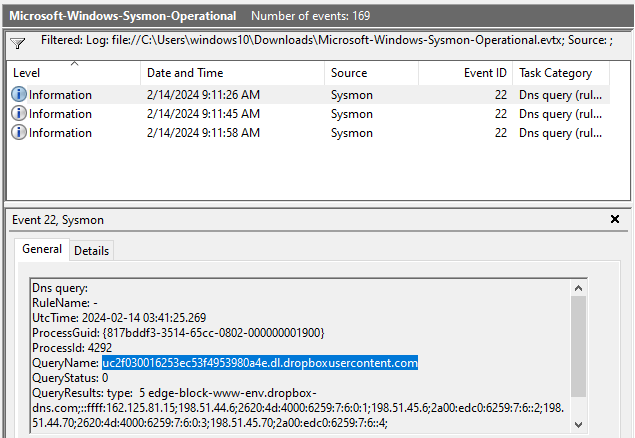 Microsoft-Windows-Sysmon-Operational Number of events: 169
Filtered: Log: file://C:\Users\windows10\Downloads\Microsoft-Windows-Sysmon-Operational.evtx; Source: ;
Level Date and Time Source Event ID Task Category
Information 2/14/2024 9:11:26 AM Sysmon 22 Dns query (rul...
Information 2/14/2024 9:11:45 AM Sysmon 22 Dns query (rul...
Information 2/14/2024 9:11:58 AM Sysmon 22 Dns query (rul...
Event 22, Sysmon
General Details
Dns query:
RuleName: -
UtcTime: 2024-02-14 03:41:25.269
ProcessGuid: {817bddf3-3514-65cc-0802-000000001900}
ProcessId: 4292
QueryName: uc2f030016253ec53f4953980a4e.dl.dropboxusercontent.com
QueryStatus: 0
QueryResults: type:  5 edge-block-www-env.dropbox-
dns.com;::ffff:162.125.81.15;198.51.44.6;2620:4d:4000:6259:7:6:0:1;198.51.45.6;2a00:edc0:6259:7:6::2;198.
51.44.70;2620:4d:4000:6259:7:6:0:3;198.51.45.70;2a00:edc0:6259:7:6::4;